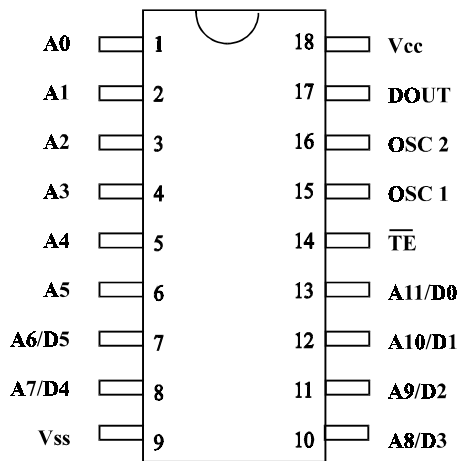 A0 1 18 Vcc
A1 2 17 DOUT
A2 3 16 OSC 2
A3 4 15 OSC 1
A4 5 14 T̅E̅
A5 6 13 A11/D0
A6/D5 7 12 A10/D1
A7/D4 8 11 A9/D2
Vss 9 10 A8/D3